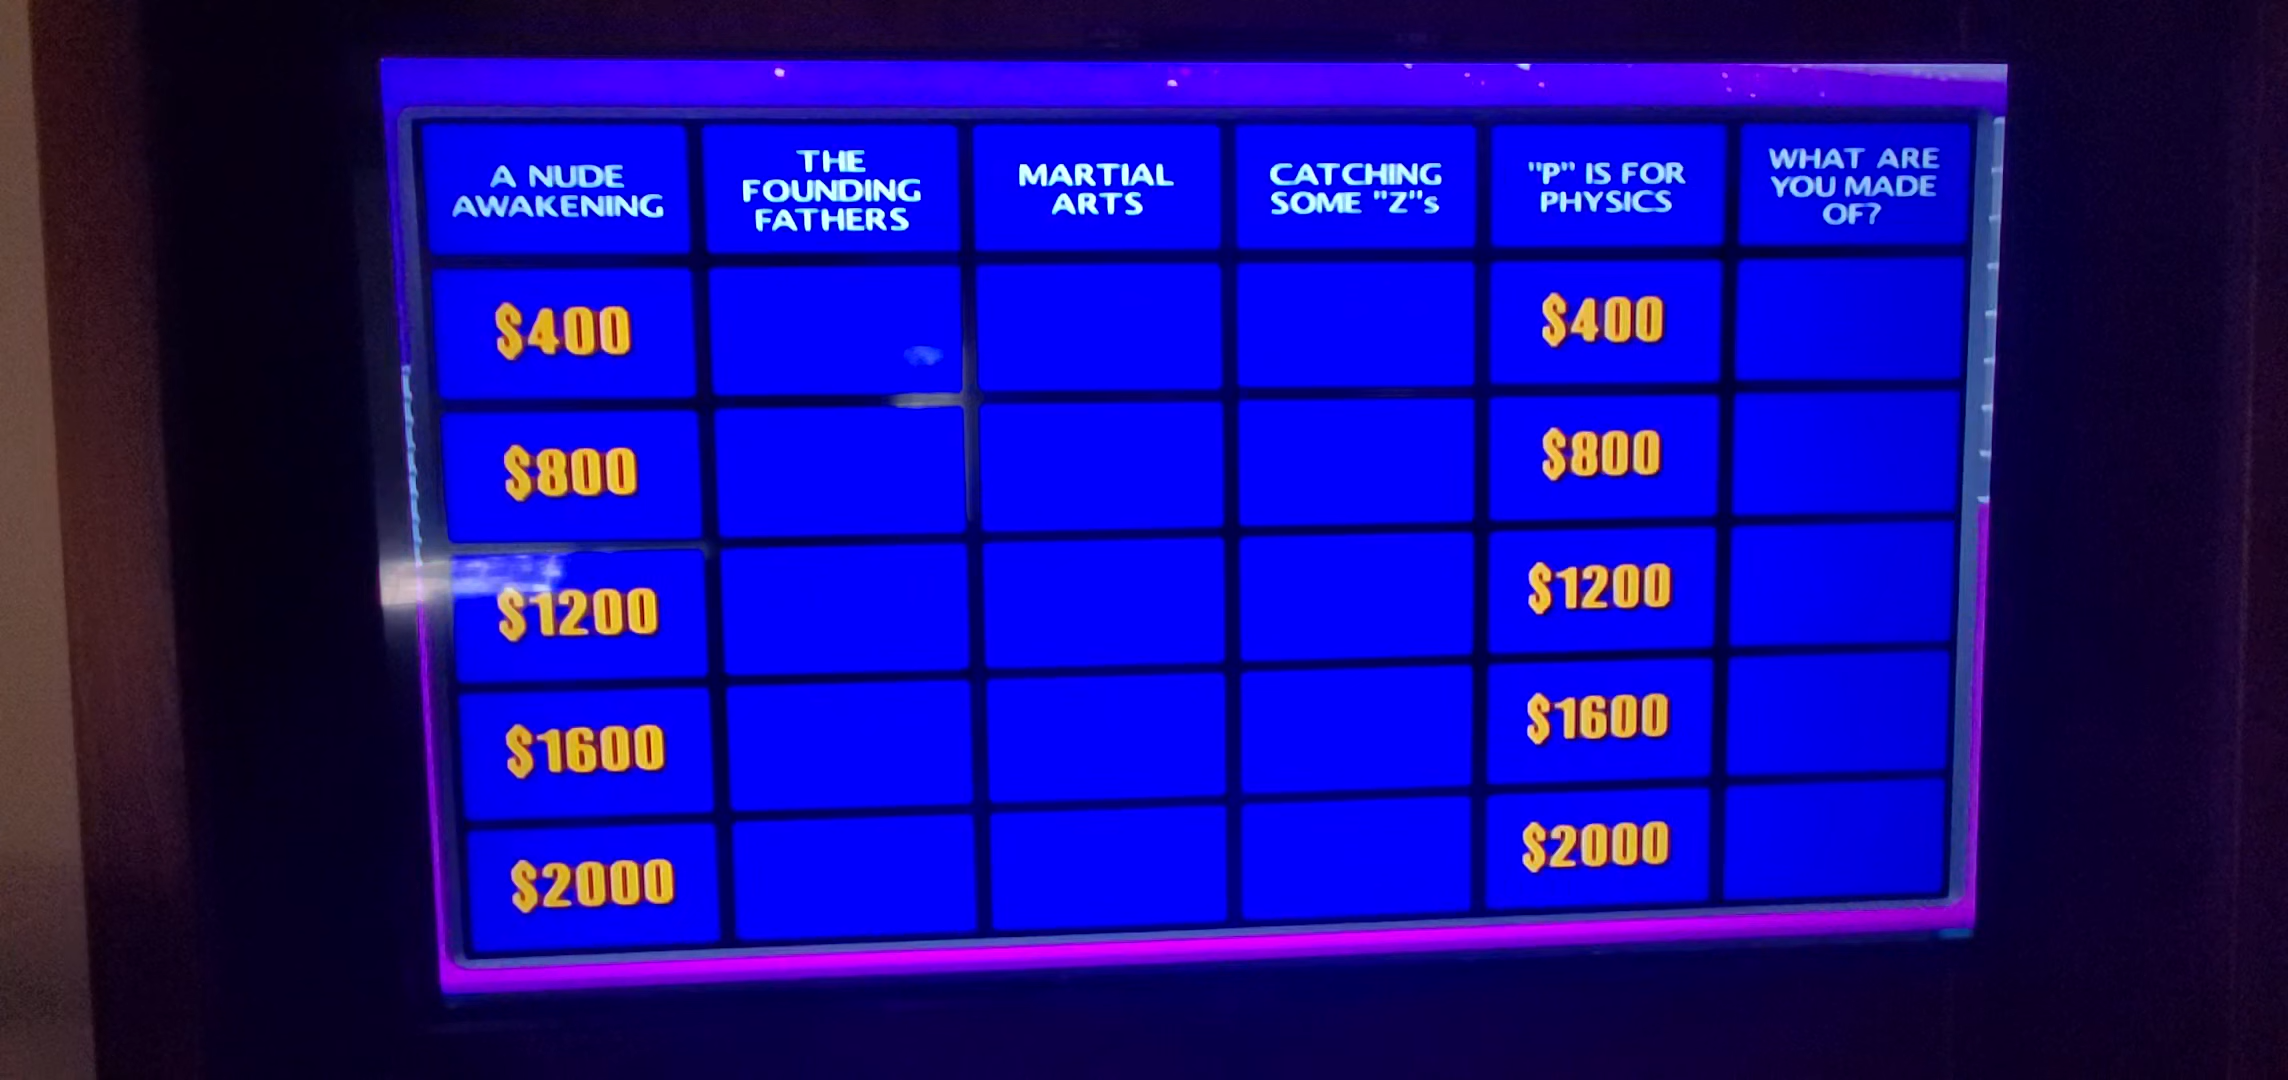 A NUDE
AWAKENING
THE
FOUNDING
FATHERS
MARTIAL
ARTS
CATCHING
SOME "Z"s
"P" IS FOR
PHYSICS
WHAT ARE
YOU MADE
OF?
$400
$400
$800
$800
$1200
$1200
$1600
$1600
$2000
$2000